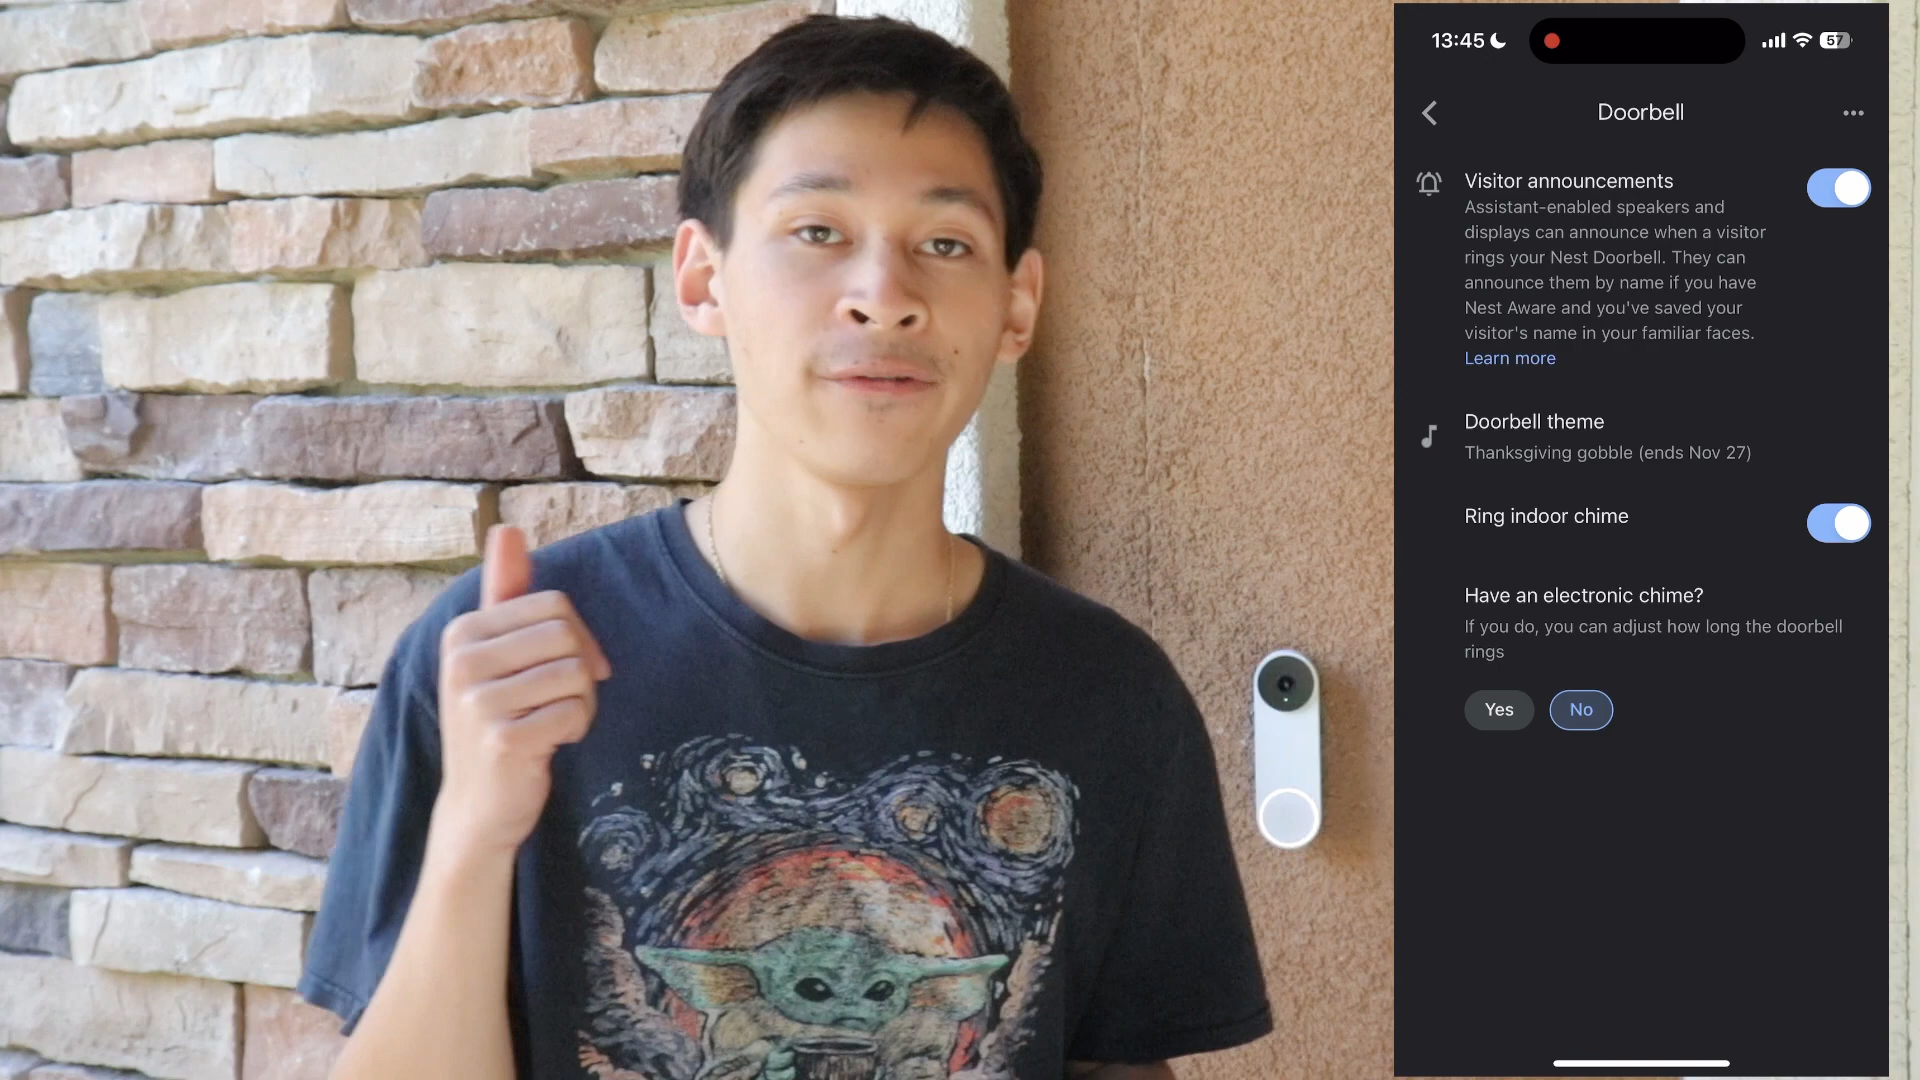 13:45
57
Doorbell
Visitor announcements
Assistant-enabled speakers and
displays can announce when a visitor
rings your Nest Doorbell. They can
announce them by name if you have
Nest Aware and you've saved your
visitor's name in your familiar faces.
Learn more
Doorbell theme
Thanksgiving gobble (ends Nov 27)
Ring indoor chime
Have an electronic chime?
If you do, you can adjust how long the doorbell
rings
Yes
No